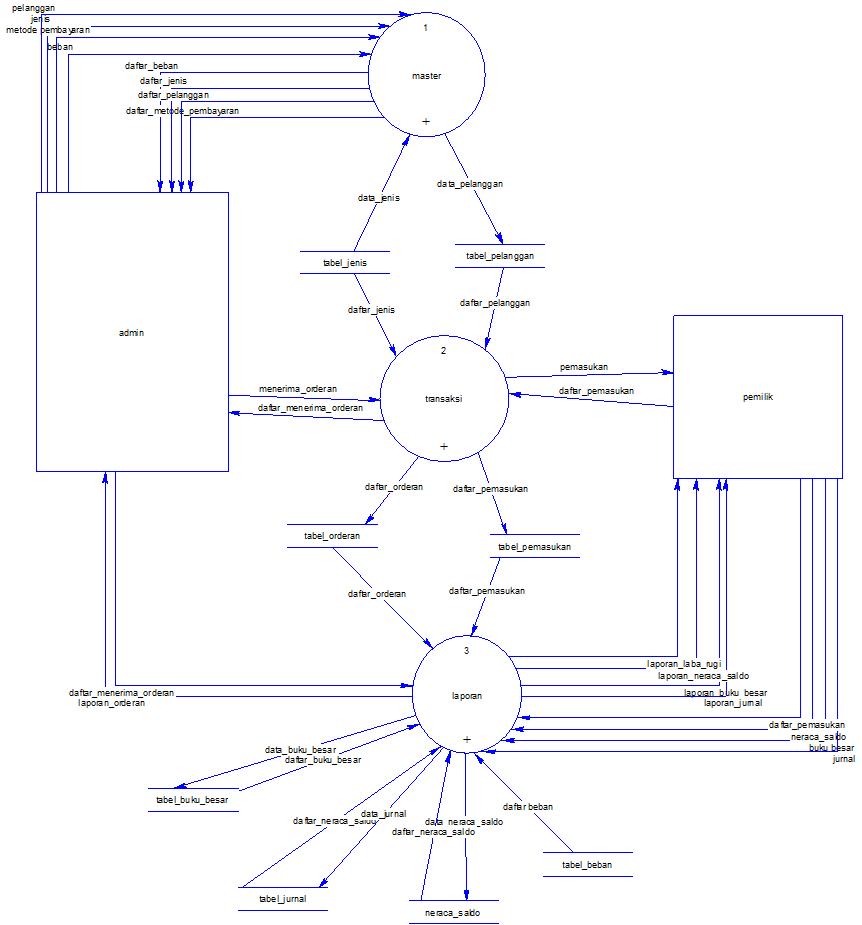 pelanggan
jenis
metode pembayaran
beban
1
master
+
daftar_beban
daftar_jenis
daftar_pelanggan
daftar_metode_pembayaran
data_jenis
data_pelanggan
tabel_jenis
tabel_pelanggan
daftar_jenis
daftar_pelanggan
admin
2
transaksi
+
pemasukan
daftar_pemasukan
pemilik
menerima_orderan
daftar_menerima_orderan
daftar_orderan
daftar_pemasukan
tabel_orderan
tabel_pemasukan
daftar_orderan
daftar_pemasukan
3
laporan
+
laporan_laba_rugi
laporan_neraca_saldo
laporan_buku_besar
laporan_jurnal
daftar_menerima_orderan
laporan_orderan
daftar_pemasukan
neraca_saldo
buku besar
jurnal
data_buku_besar
daftar_buku_besar
tabel_buku_besar
daftar_neraca_saldo
data_jurnal
data_neraca_saldo
daftar_neraca_saldo
daftar beban
tabel_beban
tabel_jurnal
neraca_saldo